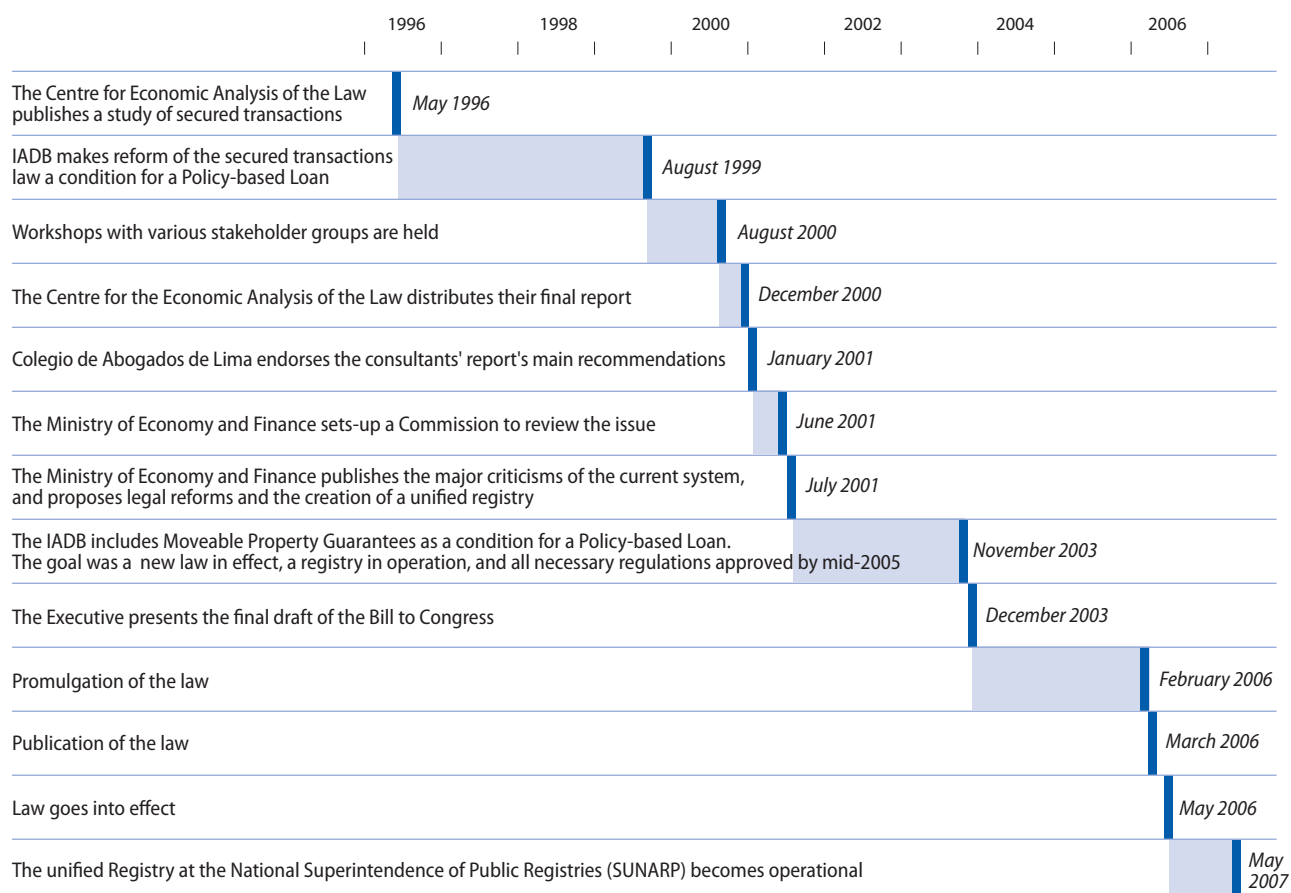 1996 1998 2000 2002 2004 2006
The Centre for Economic Analysis of the Law
publishes a study of secured transactions
May 1996
IADB makes reform of the secured transactions
law a condition for a Policy-based Loan
August 1999
Workshops with various stakeholder groups are held
August 2000
The Centre for the Economic Analysis of the Law distributes their final report
December 2000
Colegio de Abogados de Lima endorses the consultants' report's main recommendations
January 2001
The Ministry of Economy and Finance sets-up a Commission to review the issue
June 2001
The Ministry of Economy and Finance publishes the major criticisms of the current system,
and proposes legal reforms and the creation of a unified registry
July 2001
The IADB includes Moveable Property Guarantees as a condition for a Policy-based Loan.
The goal was a new law in effect, a registry in operation, and all necessary regulations approved by mid-2005
November 2003
The Executive presents the final draft of the Bill to Congress
December 2003
Promulgation of the law
February 2006
Publication of the law
March 2006
Law goes into effect
May 2006
The unified Registry at the National Superintendence of Public Registries (SUNARP) becomes operational
May
2007